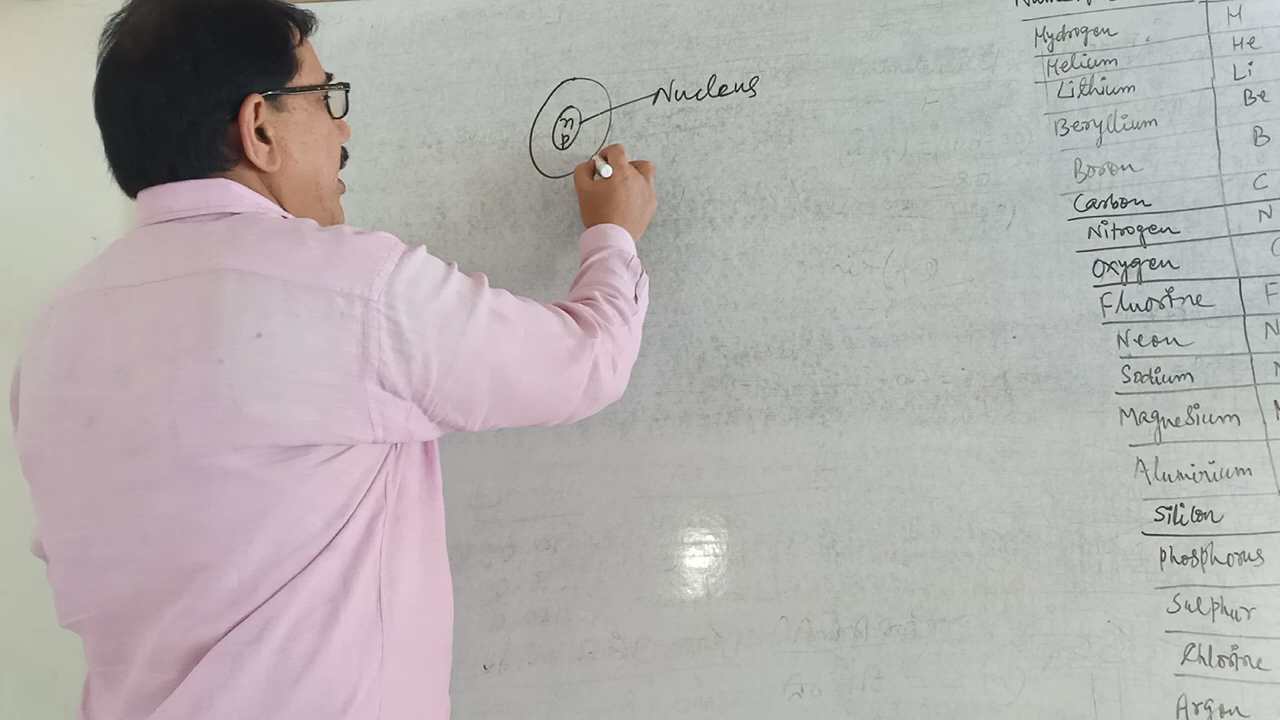 Nucleus
n
p
Hydrogen H
Helium He
Lithium Li
Beryllium Be
Boron B
Carbon C
Nitrogen N
Oxygen
Fluorine F
Neon N
Sodium
Magnesium M
Aluminium
Silicon
Phosphorus
Sulphur
Chlorine
Argon